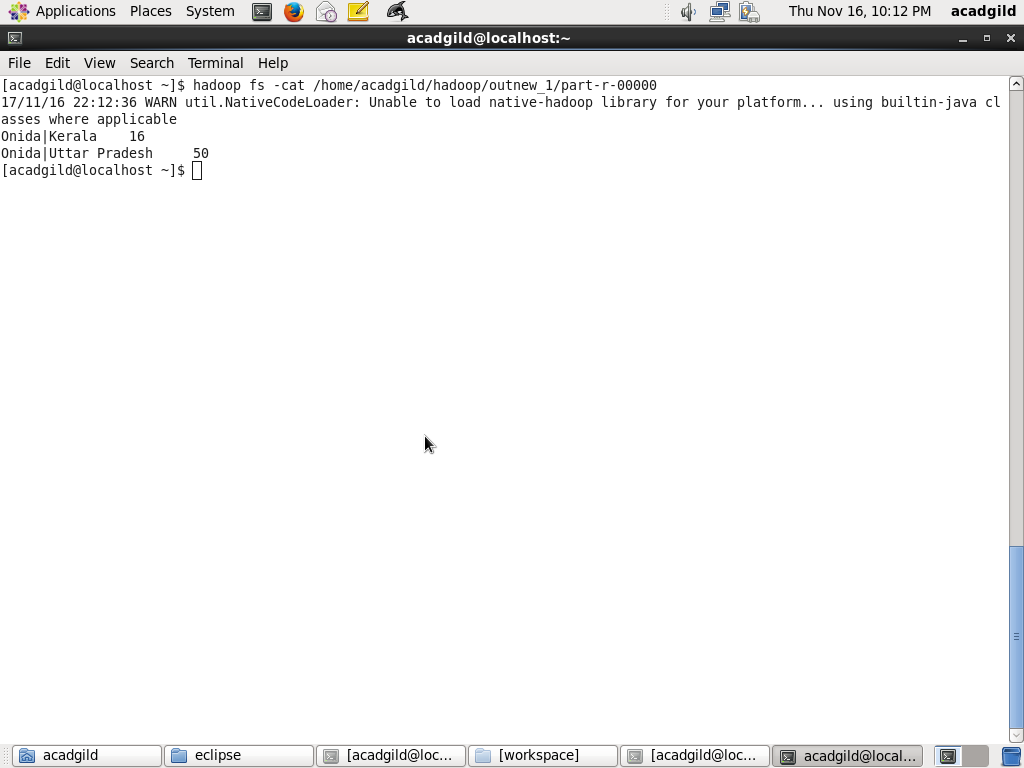 Applications Places System Thu Nov 16, 10:12 PM acadgild
acadgild@localhost:~
File Edit View Search Terminal Help
[acadgild@localhost ~]$ hadoop fs -cat /home/acadgild/hadoop/outnew_1/part-r-00000
17/11/16 22:12:36 WARN util.NativeCodeLoader: Unable to load native-hadoop library for your platform... using builtin-java cl
asses where applicable
Onida|Kerala    16
Onida|Uttar Pradesh     50
[acadgild@localhost ~]$
acadgild eclipse [acadgild@loc... [workspace] [acadgild@loc... acadgild@local...